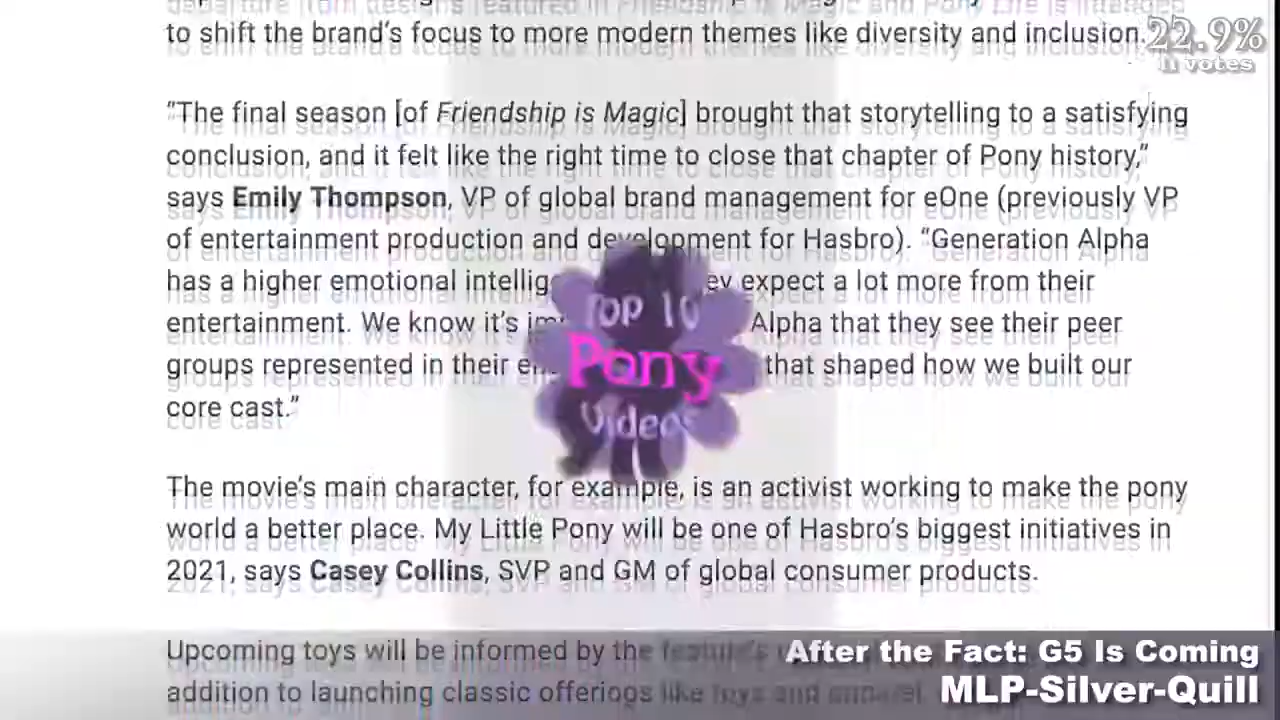 to shift the brand's focus to more modern themes like diversity and inclusion.
22.9%
11 votes
"The final season [of Friendship is Magic] brought that storytelling to a satisfying
conclusion, and it felt like the right time to close that chapter of Pony history,"
says Emily Thompson, VP of global brand management for eOne (previously VP
of entertainment production and development for Hasbro). "Generation Alpha
has a higher emotional expect a lot more from their
entertainment. We know it's Alpha that they see their peer
groups represented in their that shaped how we built our
core cast."
Top 10
Pony
Videos
The movie's main character, for example, is an activist working to make the pony
world a better place. My Little Pony will be one of Hasbro's biggest initiatives in
2021, says Casey Collins, SVP and GM of global consumer products.
Upcoming toys will be informed by the
addition to launching classic offerings like toys and
After the Fact: G5 Is Coming
MLP-Silver-Quill